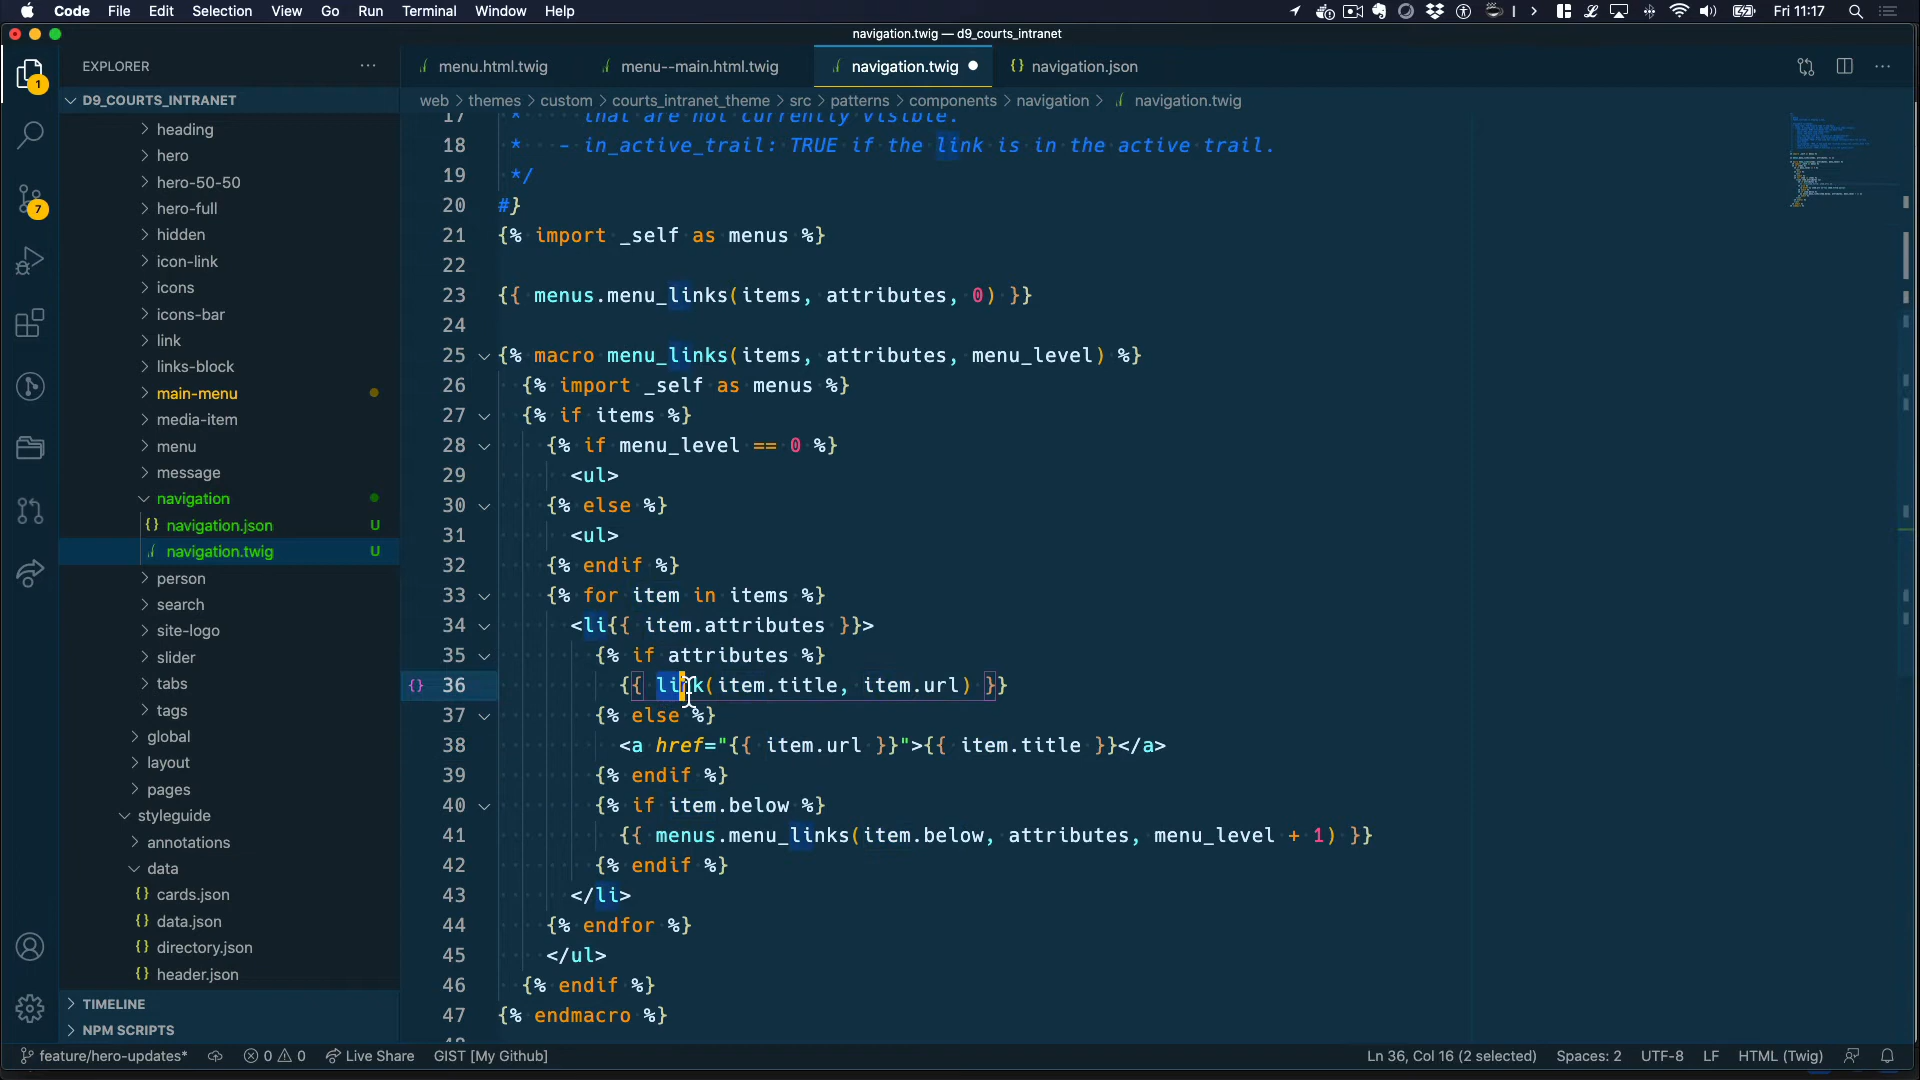 Code File Edit Selection View Go Run Terminal Window Help Fri 11:17
navigation.twig — d9_courts_intranet
EXPLORER
menu.html.twig menu--main.html.twig navigation.twig navigation.json
web > themes > custom > courts_intranet_theme > src > patterns > components > navigation > navigation.twig
1
7
D9_COURTS_INTRANET
heading
hero
hero-50-50
hero-full
hidden
icon-link
icons
icons-bar
link
links-block
main-menu
media-item
menu
message
navigation
navigation.json U
navigation.twig U
person
search
site-logo
slider
tabs
tags
global
layout
pages
styleguide
annotations
data
cards.json
data.json
directory.json
header.json
TIMELINE
NPM SCRIPTS
17 * that are not currently visible.
18 * - in_active_trail: TRUE if the link is in the active trail.
19 */
20 #}
21 {% import _self as menus %}
22
23 {{ menus.menu_links(items, attributes, 0) }}
24
25 {% macro menu_links(items, attributes, menu_level) %}
26 {% import _self as menus %}
27 {% if items %}
28 {% if menu_level == 0 %}
29 <ul>
30 {% else %}
31 <ul>
32 {% endif %}
33 {% for item in items %}
34 <li{{ item.attributes }}>
35 {% if attributes %}
36 {{ link(item.title, item.url) }}
37 {% else %}
38 <a href="{{ item.url }}">{{ item.title }}</a>
39 {% endif %}
40 {% if item.below %}
41 {{ menus.menu_links(item.below, attributes, menu_level + 1) }}
42 {% endif %}
43 </li>
44 {% endfor %}
45 </ul>
46 {% endif %}
47 {% endmacro %}
feature/hero-updates* 0 0 Live Share GIST [My Github] Ln 36, Col 16 (2 selected) Spaces: 2 UTF-8 LF HTML (Twig)